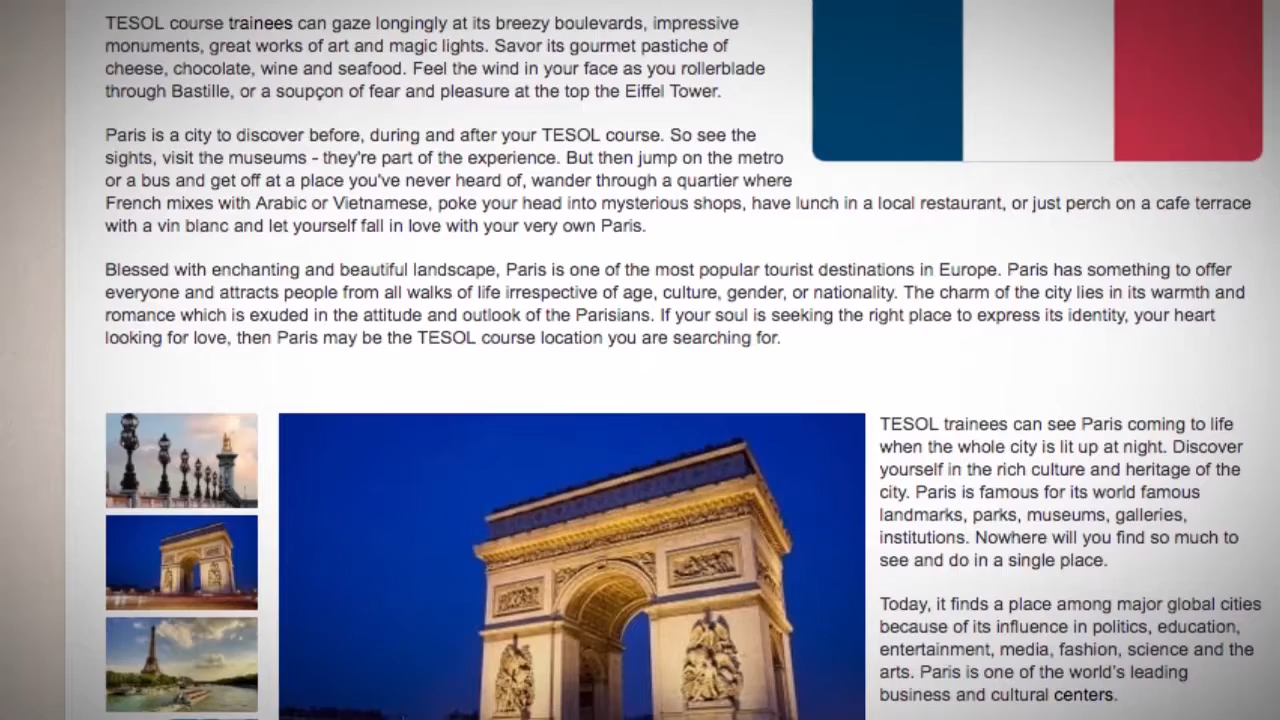 TESOL course trainees can gaze longingly at its breezy boulevards, impressive
monuments, great works of art and magic lights. Savor its gourmet pastiche of
cheese, chocolate, wine and seafood. Feel the wind in your face as you rollerblade
through Bastille, or a soupçon of fear and pleasure at the top the Eiffel Tower.
Paris is a city to discover before, during and after your TESOL course. So see the
sights, visit the museums - they're part of the experience. But then jump on the metro
or a bus and get off at a place you've never heard of, wander through a quartier where
French mixes with Arabic or Vietnamese, poke your head into mysterious shops, have lunch in a local restaurant, or just perch on a cafe terrace
with a vin blanc and let yourself fall in love with your very own Paris.
Blessed with enchanting and beautiful landscape, Paris is one of the most popular tourist destinations in Europe. Paris has something to offer
everyone and attracts people from all walks of life irrespective of age, culture, gender, or nationality. The charm of the city lies in its warmth and
romance which is exuded in the attitude and outlook of the Parisians. If your soul is seeking the right place to express its identity, your heart
looking for love, then Paris may be the TESOL course location you are searching for.
TESOL trainees can see Paris coming to life
when the whole city is lit up at night. Discover
yourself in the rich culture and heritage of the
city. Paris is famous for its world famous
landmarks, parks, museums, galleries,
institutions. Nowhere will you find so much to
see and do in a single place.
Today, it finds a place among major global cities
because of its influence in politics, education,
entertainment, media, fashion, science and the
arts. Paris is one of the world's leading
business and cultural centers.